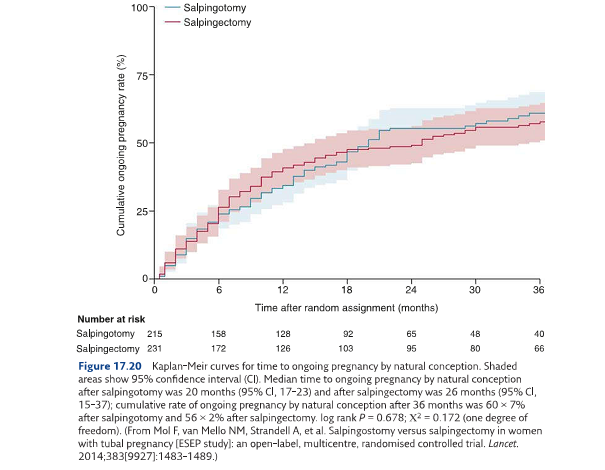 100
75
50
25
0
Cumulative ongoing pregnancy rate (%)
Salpingotomy
Salpingectomy
0 6 12 18 24 30 36
Time after random assignment (months)
Number at risk
Salpingotomy 215 158 128 92 65 48 40
Salpingectomy 231 172 126 103 95 80 66
Figure 17.20 Kaplan-Meir curves for time to ongoing pregnancy by natural conception. Shaded
areas show 95% confidence interval (CI). Median time to ongoing pregnancy by natural conception
after salpingotomy was 20 months (95% CI, 17-23) and after salpingectomy was 26 months (95% CI,
15-37); cumulative rate of ongoing pregnancy by natural conception after 36 months was 60 × 7%
after salpingotomy and 56 × 2% after salpingectomy. log rank P = 0.678; X² = 0.172 (one degree of
freedom). (From Mol F, van Mello NM, Strandell A, et al. Salpingostomy versus salpingectomy in women
with tubal pregnancy [ESEP study]: an open-label, multicentre, randomised controlled trial. Lancet.
2014;383[9927]:1483-1489.)